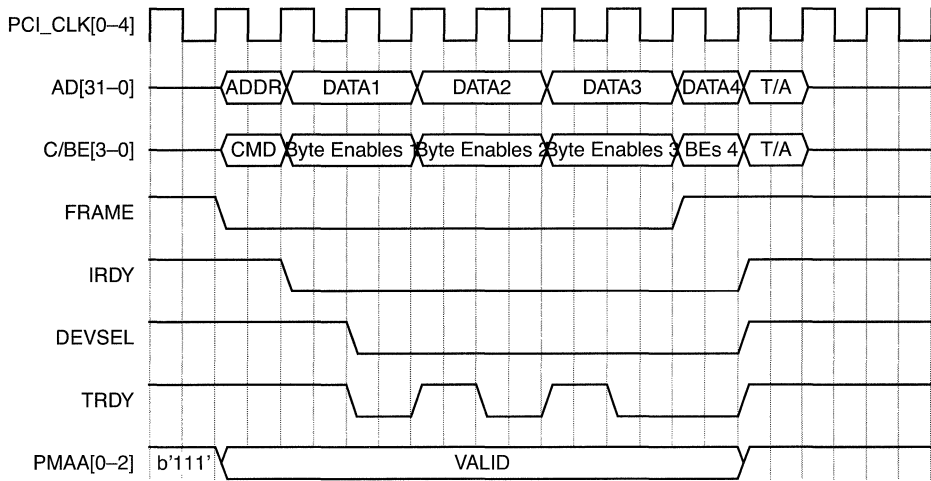 PCI_CLK[0–4]
AD[31–0] ADDR DATA1 DATA2 DATA3 DATA4 T/A
C/BE[3–0] CMD Byte Enables 1 Byte Enables 2 Byte Enables 3 BEs 4 T/A
FRAME
IRDY
DEVSEL
TRDY
PMAA[0–2] b'111' VALID